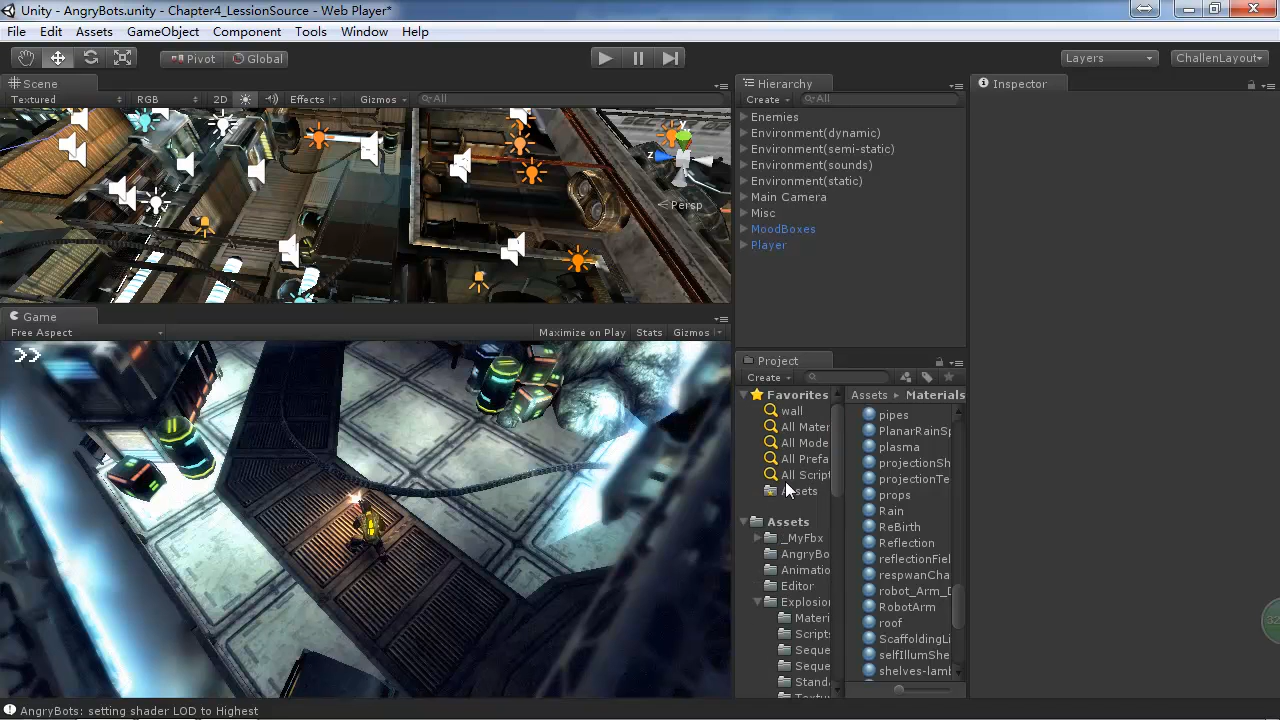 Unity - AngryBots.unity - Chapter4_LessionSource - Web Player*
File Edit Assets GameObject Component Tools Window Help
Pivot Global Layers ChallenLayout
Scene
Textured RGB 2D Effects Gizmos All
y
z
Persp
Game
Free Aspect Maximize on Play Stats Gizmos
>>
Hierarchy
Create All
Enemies
Environment(dynamic)
Environment(semi-static)
Environment(sounds)
Environment(static)
Main Camera
Misc
MoodBoxes
Player
Project
Create
Favorites
wall
All Mater
All Mode
All Prefa
All Script
Assets
Assets
_MyFbx
AngryBo
Animatio
Editor
Explosion
Materi
Scripts
Seque
Seque
Standa
Textur
Assets Materials
pipes
PlanarRainSp
plasma
projectionSh
projectionTe
props
Rain
ReBirth
Reflection
reflectionFiel
respwanCha
robot_Arm_D
RobotArm
roof
ScaffoldingLi
selfIllumShe
shelves-lamb
Inspector
32
AngryBots: setting shader LOD to Highest